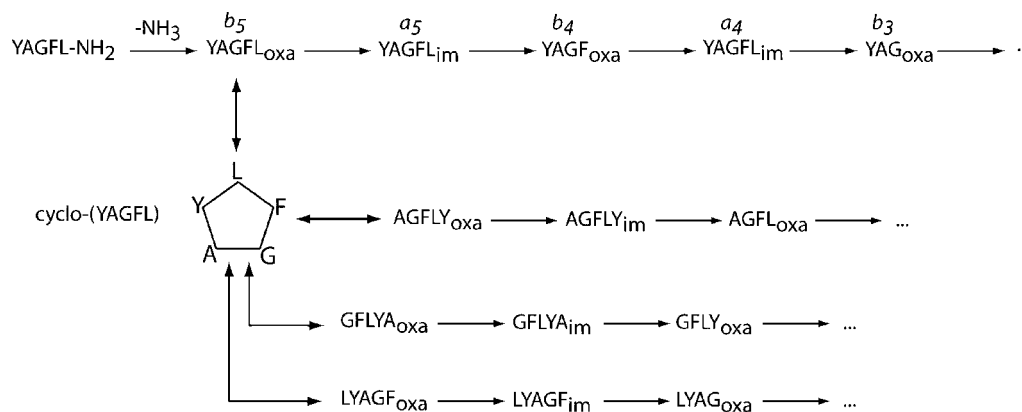 b5 a5 b4 a4 b3
YAGFL-NH2 -NH3 YAGFLoxa YAGFLim YAGFoxa YAGFLim YAGoxa .
L
Y F
cyclo-(YAGFL) AGFLYoxa AGFLYim AGFLoxa ...
A G
GFLYAoxa GFLYAim GFLYoxa ...
LYAGFoxa LYAGFim LYAGoxa ...